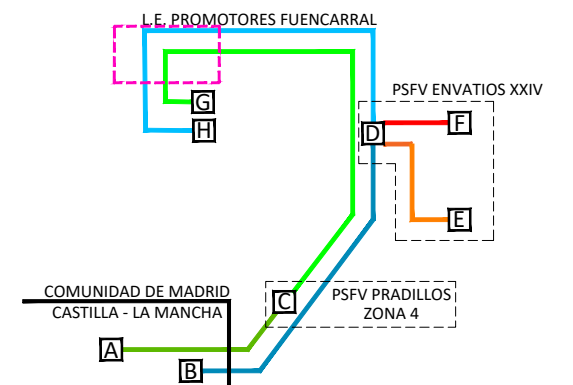 L.E. PROMOTORES FUENCARRAL
PSFV ENVATIOS XXIV
G
F
H
D
E
COMUNIDAD DE MADRID
C
PSFV PRADILLOS
ZONA 4
CASTILLA - LA MANCHA
A
B